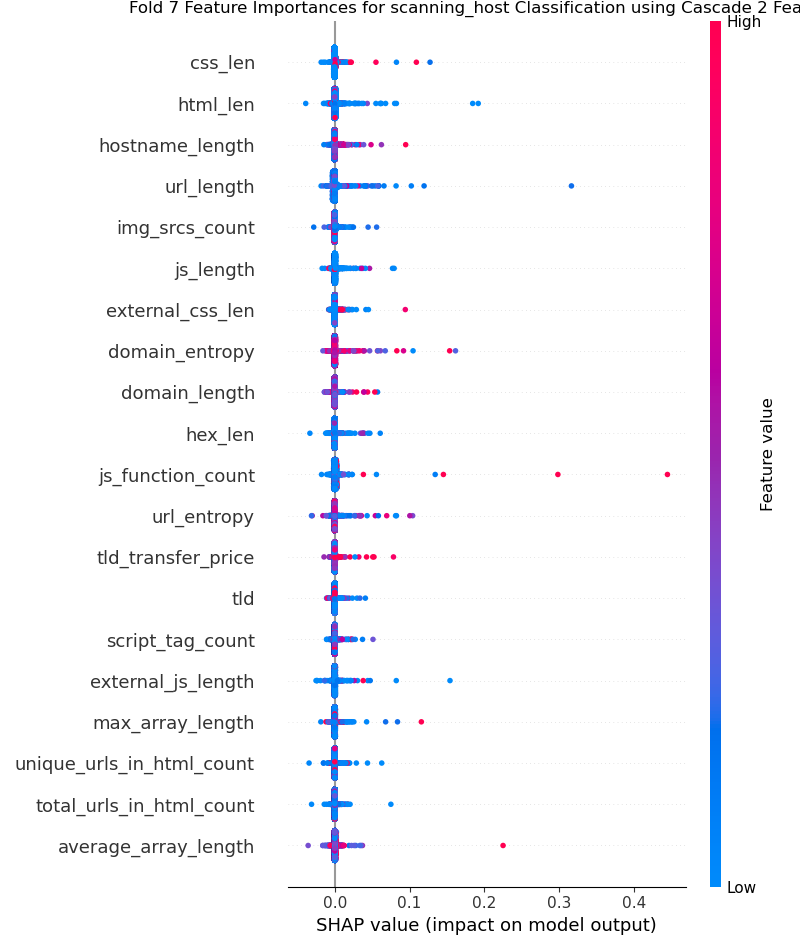 Fold 7 Feature Importances for scanning_host Classification using Cascade 2 Fea
High
css_len
html_len
hostname_length
url_length
img_srcs_count
js_length
external_css_len
domain_entropy
domain_length
hex_len
js_function_count
url_entropy
tld_transfer_price
tld
script_tag_count
external_js_length
max_array_length
unique_urls_in_html_count
total_urls_in_html_count
average_array_length
Feature value
Low
0.0 0.1 0.2 0.3 0.4
SHAP value (impact on model output)